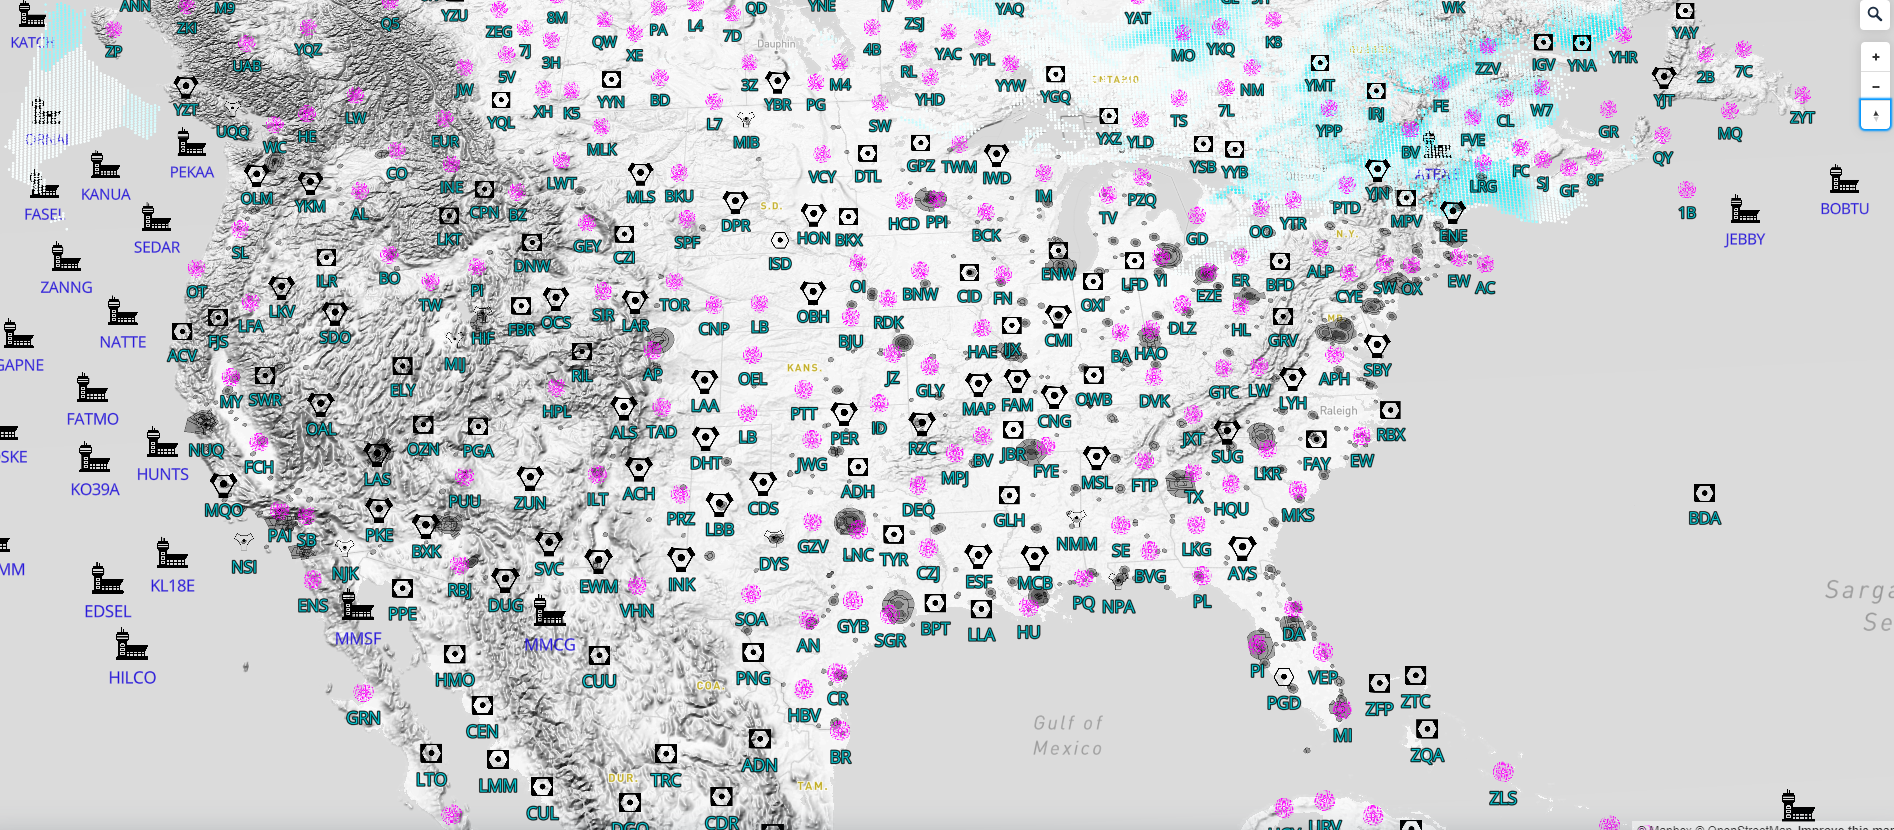 ANN
M9
YZU
8M
QD
YNE
IV
YAQ
WK
KATCH
ZP
ZKI
YQZ
Q5
ZEG
7J
QW
XE
PA
L4
7D
Dauphin
4B
ZSJ
YAC
YPL
YAT
MO
YKQ
K8
ZZV
IGV
YNA
YHR
YAY
2B
7C
UAB
5V
3H
JW
YQL
XH
K5
YYN
BD
3Z
YBR
PG
M4
RL
YHD
YYW
YGQ
ONTARIO
7L
NM
YMT
IRJ
FE
W7
YJT
ZYT
YZT
UQQ
HE
LW
EUR
MLK
L7
MIB
SW
YXZ
YLD
TS
YPP
CL
GR
MQ
PEKAA
WC
CO
INE
LWT
VCY
DTL
GPZ
TWM
IWD
YSB
YYB
BV
FVE
FC
QY
KANUA
OLM
YKM
AL
CPN
BZ
MLS
BKU
IM
PZQ
YJN
LRG
SJ
GF
8F
BOBTU
FASEL
SEDAR
SL
LKT
GEY
SPF
DPR
S.D.
HON
BKX
HCD
PPI
BCK
TV
GD
OO
YTR
PTD
MPV
ENE
1B
JEBBY
ZANNG
OT
ILR
BO
DNW
CZI
ISD
OI
N.Y.
LKV
TW
PI
TOR
BNW
CID
FN
ENW
OXI
LFD
YI
EZE
ER
BFD
ALP
CYE
SW
OX
EW
AC
NATTE
ACV
FJS
LFA
SDO
HIF
FBR
OCS
SIR
LAR
CNP
LB
OBH
BJU
RDK
CMI
DLZ
HL
GRV
GAPNE
MIJ
RIL
AP
OEL
KANS.
JZ
HAE
IJX
BA
HAO
APH
SBY
FATMO
MY
SWR
ELY
HPL
LAA
PTT
GLY
MAP
FAM
CNG
OWB
DVK
GTC
LW
LYH
Raleigh
OSKE
NUQ
OAL
OZN
PGA
ALS
TAD
LB
PER
ID
RZC
BV
JBR
JXT
SUG
FAY
EW
RBX
KO39A
HUNTS
FCH
LAS
DHT
JWG
MPJ
FYE
MSL
FTP
LKR
MQO
PUU
ZUN
ILT
ACH
PRZ
LBB
CDS
ADH
DEQ
GLH
TX
HQU
MKS
BDA
PAI
SB
PKE
BXK
NSI
NJK
SVC
EWM
INK
DYS
GZV
LNC
TYR
CZJ
ESF
MCB
NMM
SE
LKG
BVG
AYS
MM
KL18E
EDSEL
ENS
MMSF
PPE
RBJ
DUG
MMCG
VHN
SOA
AN
GYB
SGR
BPT
LLA
HU
PQ
NPA
PL
DA
HILCO
HMO
CUU
PNG
COA.
HBV
CR
PI
PGD
VEP
ZFP
ZTC
GRN
CEN
BR
MI
ZQA
Gulf of
Mexico
LTO
LMM
CUL
DUR.
TRC
ADN
TAM.
CDR
ZLS
© Mapbox © OpenStreetMap Improve this map